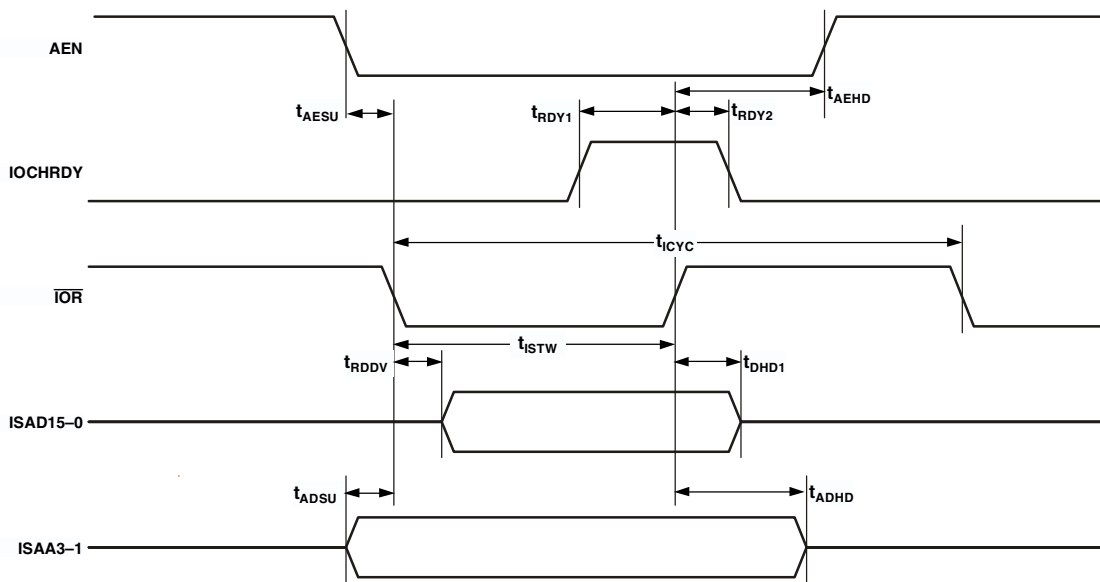 AEN
tAESU
tRDY1
tRDY2
tAEHD
IOCHRDY
tICYC
IOR
tISTW
tRDDV
tDHD1
ISAD15–0
tADSU
tADHD
ISAA3–1